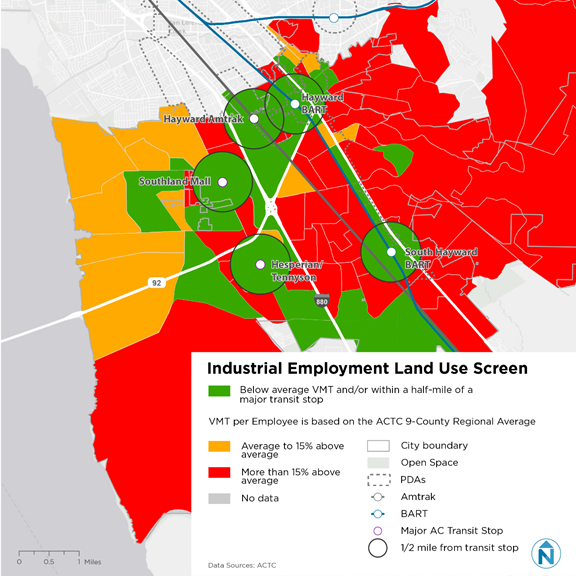 San Leandro
Hayward
BART
Hayward Amtrak
Southland Mall
South Hayward
BART
Hesperian/
Tennyson
92
880
Industrial Employment Land Use Screen
Below average VMT and/or within a half-mile of a
major transit stop
VMT per Employee is based on the ACTC 9-County Regional Average
Average to 15% above
average
More than 15% above
average
No data
City boundary
Open Space
PDAs
Amtrak
BART
Major AC Transit Stop
1/2 mile from transit stop
0 0.5 1 Miles
Data Sources: ACTC
N